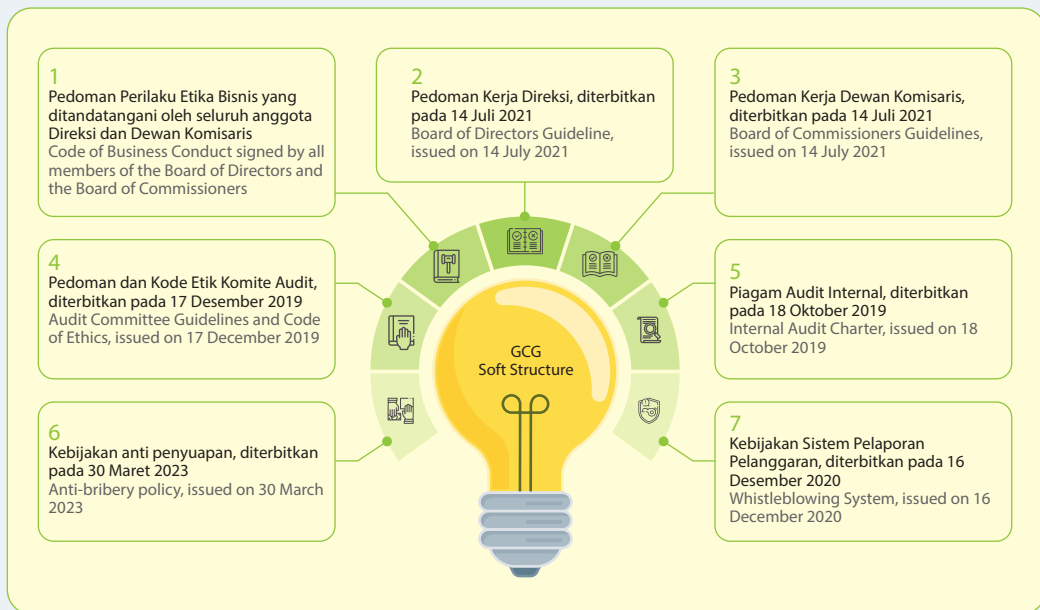 1
Pedoman Perilaku Etika Bisnis yang
ditandatangani oleh seluruh anggota
Direksi dan Dewan Komisaris
Code of Business Conduct signed by all
members of the Board of Directors and
the Board of Commissioners
2
Pedoman Kerja Direksi, diterbitkan
pada 14 Juli 2021
Board of Directors Guideline,
issued on 14 July 2021
3
Pedoman Kerja Dewan Komisaris,
diterbitkan pada 14 Juli 2021
Board of Commissioners Guidelines,
issued on 14 July 2021
4
Pedoman dan Kode Etik Komite Audit,
diterbitkan pada 17 Desember 2019
Audit Committee Guidelines and Code
of Ethics, issued on 17 December 2019
GCG
Soft Structure
5
Piagam Audit Internal, diterbitkan
pada 18 Oktober 2019
Internal Audit Charter, issued on 18
October 2019
6
Kebijakan anti penyuapan, diterbitkan
pada 30 Maret 2023
Anti-bribery policy, issued on 30 March
2023
7
Kebijakan Sistem Pelaporan
Pelanggaran, diterbitkan pada 16
Desember 2020
Whistleblowing System, issued on 16
December 2020